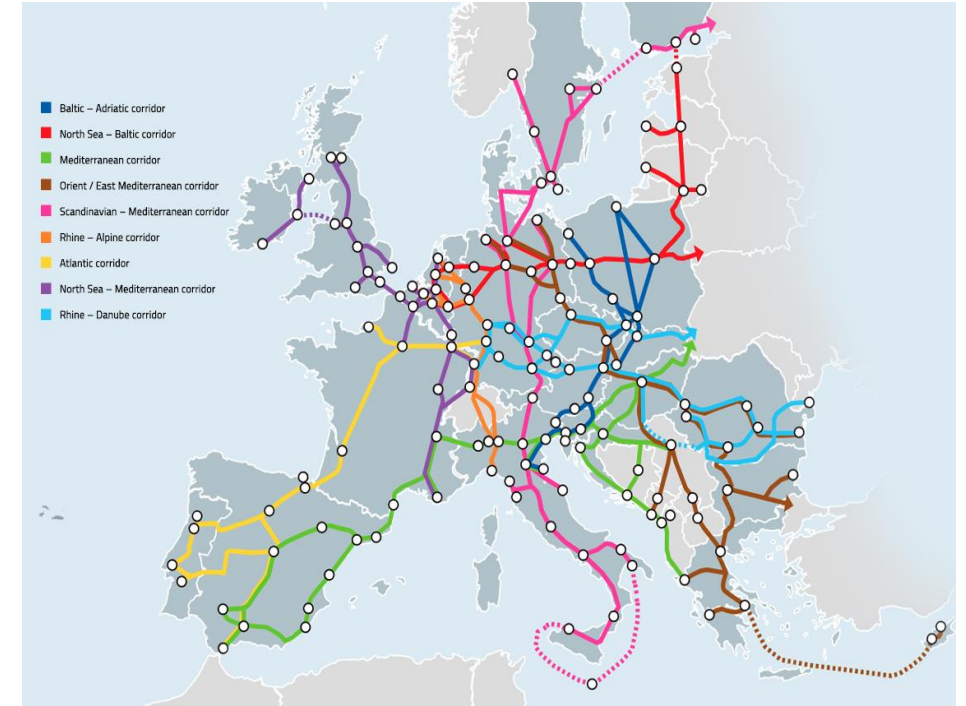 Baltic – Adriatic corridor
North Sea – Baltic corridor
Mediterranean corridor
Orient / East Mediterranean corridor
Scandinavian – Mediterranean corridor
Rhine – Alpine corridor
Atlantic corridor
North Sea – Mediterranean corridor
Rhine – Danube corridor